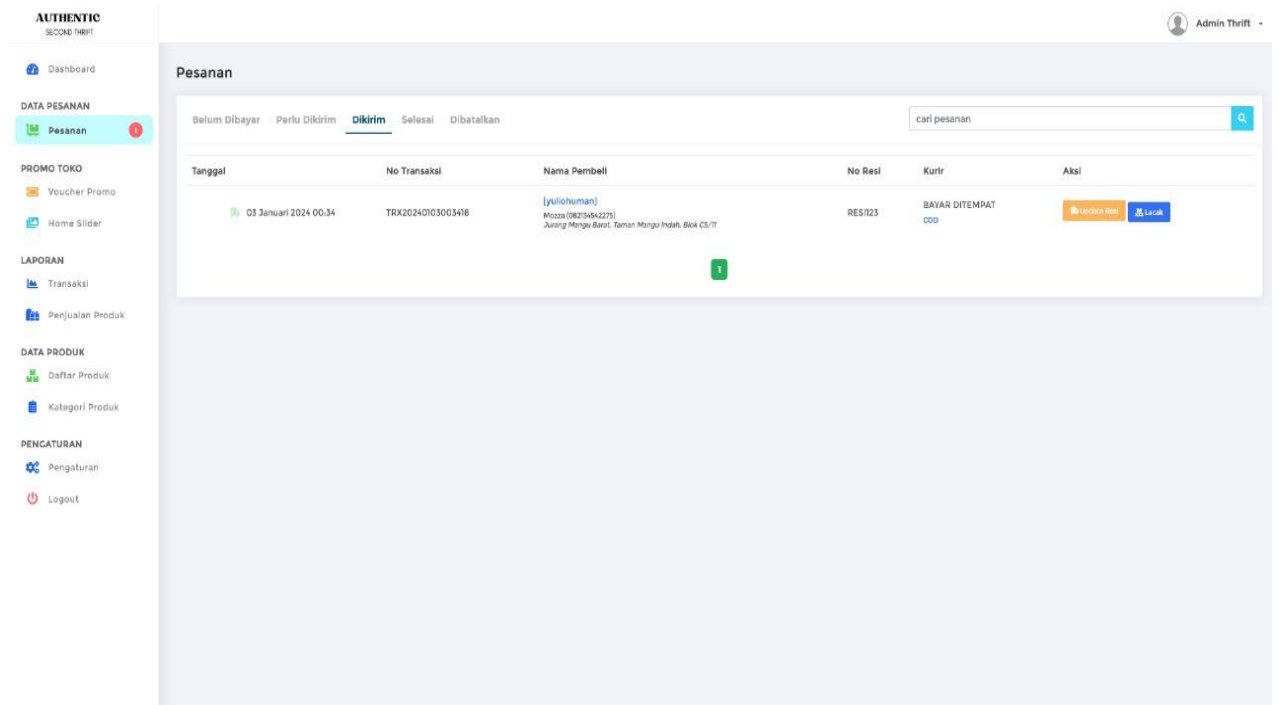 AUTHENTIC
SECOND THRIFT
Admin Thrift
Dashboard
DATA PESANAN
Pesanan
1
PROMO TOKO
Voucher Promo
Home Slider
LAPORAN
Transaksi
Penjualan Produk
DATA PRODUK
Daftar Produk
Kategori Produk
PENGATURAN
Pengaturan
Logout
Pesanan
Belum Dibayar Perlu Dikirim Dikirim Selesai Dibatalkan
cari pesanan
Tanggal No Transaksi Nama Pembeli No Resi Kurir Aksi
03 Januari 2024 00:34 TRX20240103003418 [yuliohuman] RESI123 BAYAR DITEMPAT Update Resi Lacak
Mozza (082134542275) COD
Jurang Mangu Barat, Taman Mangu Indah, Blok C5/11
1